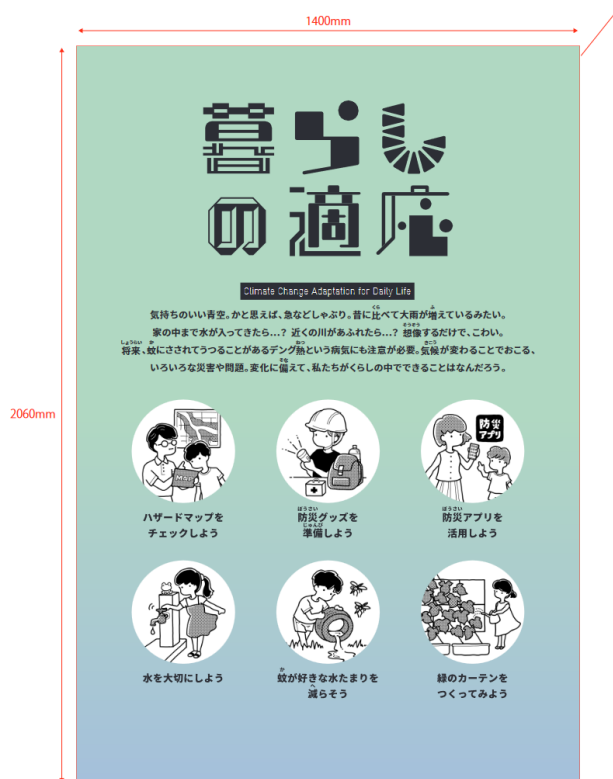 1400mm
2060mm
暮らし
の適応
Climate Change Adaptation for Daily Life
気持ちのいい青空。かと思えば、急などしゃぶり。昔に比べて大雨が増えているみたい。
家の中まで水が入ってきたら…? 近くの川があふれたら…? 想像するだけで、こわい。
将来、蚊にさされてうつることがあるデング熱という病気にも注意が必要。気候が変わることでおこる、
いろいろな災害や問題。変化に備えて、私たちがくらしの中でできることはなんだろう。
MAP
防災
アプリ
ハザードマップを
チェックしよう
防災グッズを
準備しよう
防災アプリを
活用しよう
水を大切にしよう
蚊が好きな水たまりを
減らそう
緑のカーテンを
つくってみよう